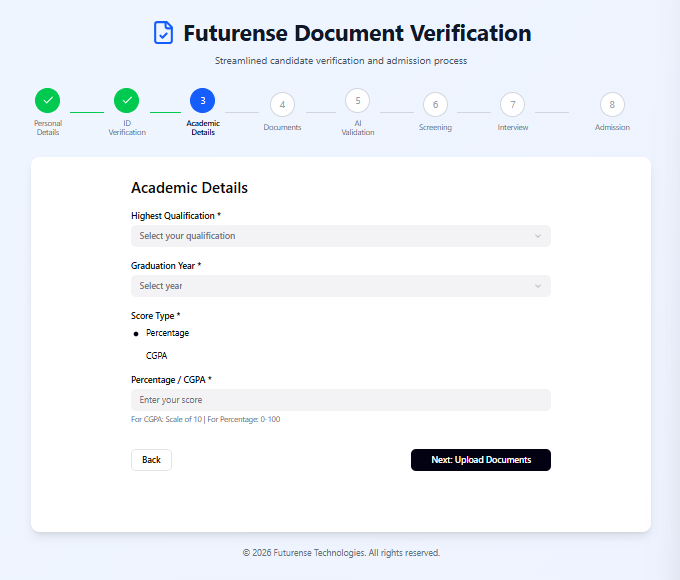 Futurense Document Verification
Streamlined candidate verification and admission process
3
4
5
6
7
8
Personal
Details
ID
Verification
Academic
Details
Documents
AI
Validation
Screening
Interview
Admission
Academic Details
Highest Qualification *
Select your qualification
Graduation Year *
Select year
Score Type *
Percentage
CGPA
Percentage / CGPA *
Enter your score
For CGPA: Scale of 10 | For Percentage: 0-100
Back
Next: Upload Documents
© 2026 Futurense Technologies. All rights reserved.